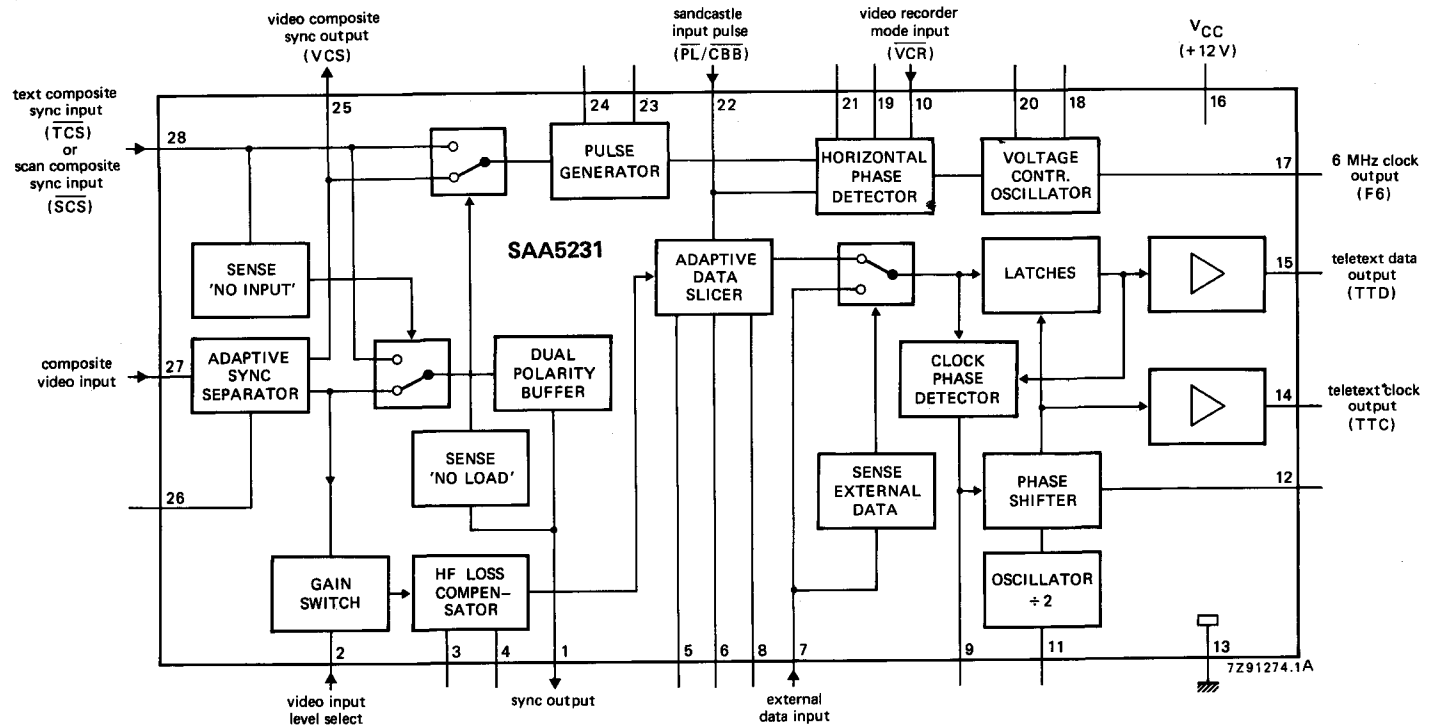 video composite
sync output
(VCS)
sandcastle
input pulse
(PL/CBB)
video recorder
mode input
(VCR)
VCC
(+12 V)
text composite
sync input
(TCS)
or
scan composite
sync input
(SCS)
25
24
23
22
21
19
10
20
18
16
28
PULSE
GENERATOR
HORIZONTAL
PHASE
DETECTOR
VOLTAGE
CONTR.
OSCILLATOR
17
6 MHz clock
output
(F6)
SAA5231
SENSE
'NO INPUT'
ADAPTIVE
DATA
SLICER
LATCHES
15
teletext data
output
(TTD)
composite
video input
27
ADAPTIVE
SYNC
SEPARATOR
DUAL
POLARITY
BUFFER
CLOCK
PHASE
DETECTOR
14
teletext clock
output
(TTC)
26
SENSE
'NO LOAD'
SENSE
EXTERNAL
DATA
PHASE
SHIFTER
12
GAIN
SWITCH
HF LOSS
COMPEN-
SATOR
OSCILLATOR
÷2
2
3
4
1
5
6
8
7
9
11
13
7Z91274.1A
video input
level select
sync output
external
data input